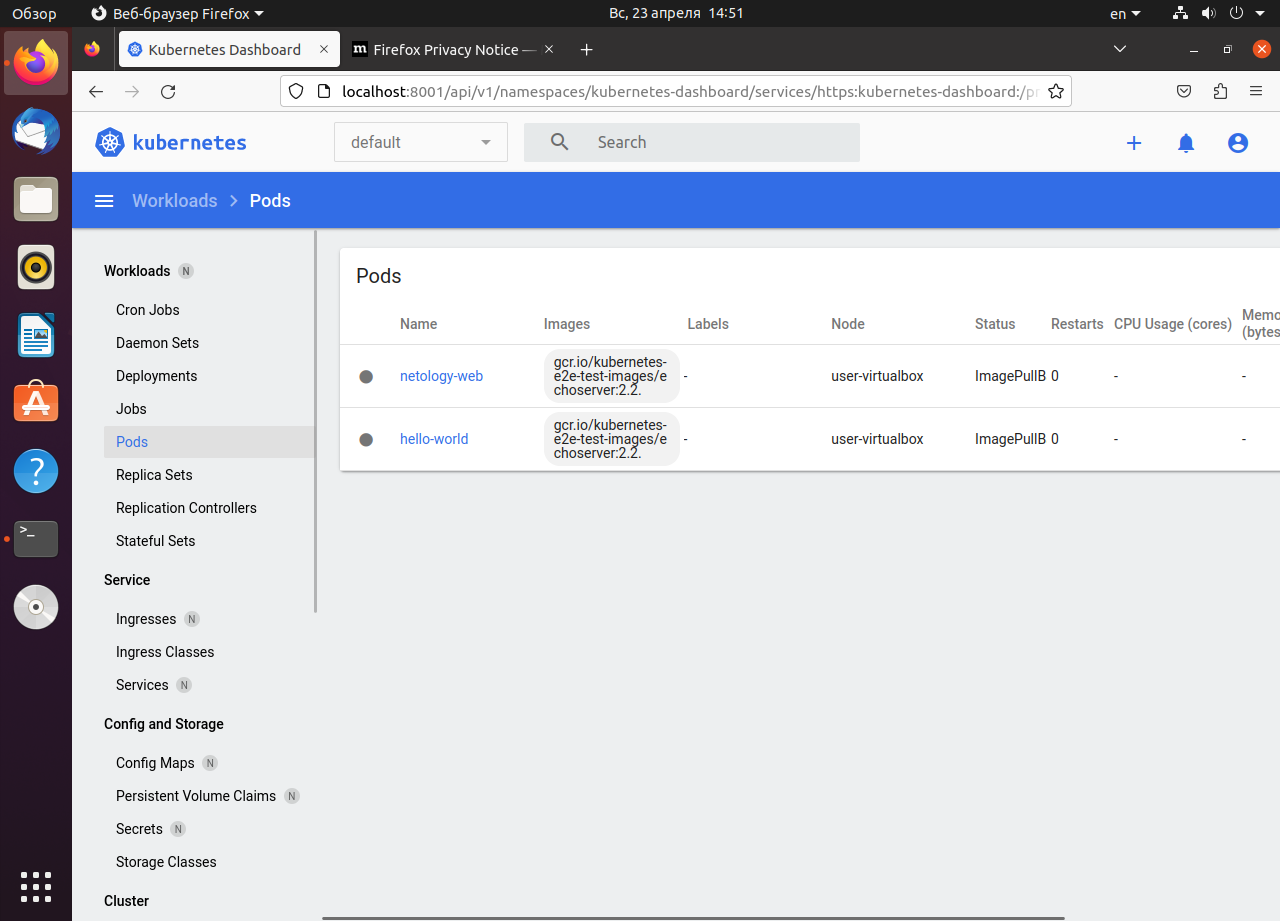 Обзор Веб-браузер Firefox Вс, 23 апреля 14:51 en
Kubernetes Dashboard Firefox Privacy Notice —
localhost:8001/api/v1/namespaces/kubernetes-dashboard/services/https:kubernetes-dashboard:/pr
kubernetes default Search
Workloads Pods
Workloads N
Cron Jobs
Daemon Sets
Deployments
Jobs
Pods
Replica Sets
Replication Controllers
Stateful Sets
Service
Ingresses N
Ingress Classes
Services N
Config and Storage
Config Maps N
Persistent Volume Claims N
Secrets N
Storage Classes
Cluster
Pods
Name Images Labels Node Status Restarts CPU Usage (cores) Memo
(bytes
gcr.io/kubernetes-
netology-web e2e-test-images/e - user-virtualbox ImagePullB 0 - -
choserver:2.2.
gcr.io/kubernetes-
hello-world e2e-test-images/e - user-virtualbox ImagePullB 0 - -
choserver:2.2.